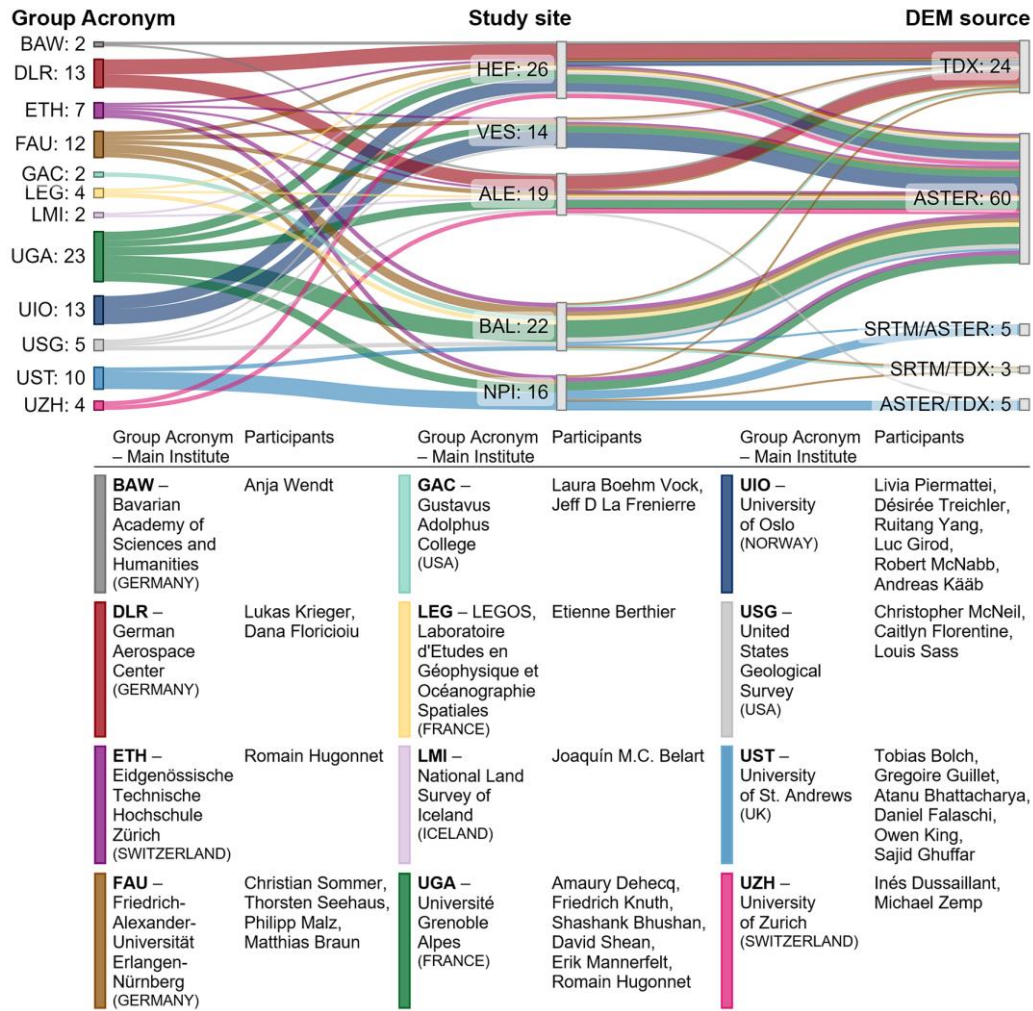 Group Acronym
Study site
DEM source
BAW: 2
DLR: 13
ETH: 7
FAU: 12
GAC: 2
LEG: 4
LMI: 2
UGA: 23
UIO: 13
USG: 5
UST: 10
UZH: 4
HEF: 26
VES: 14
ALE: 19
BAL: 22
NPI: 16
TDX: 24
ASTER: 60
SRTM/ASTER: 5
SRTM/TDX: 3
ASTER/TDX: 5
Group Acronym
– Main Institute
Participants
Group Acronym
– Main Institute
Participants
Group Acronym
– Main Institute
Participants
BAW –
Bavarian
Academy of
Sciences and
Humanities
(GERMANY)
Anja Wendt
GAC –
Gustavus
Adolphus
College
(USA)
Laura Boehm Vock,
Jeff D La Frenierre
UIO –
University
of Oslo
(NORWAY)
Livia Piermattei,
Désirée Treichler,
Ruitang Yang,
Luc Girod,
Robert McNabb,
Andreas Kääb
DLR –
German
Aerospace
Center
(GERMANY)
Lukas Krieger,
Dana Floricioiu
LEG – LEGOS,
Laboratoire
d'Etudes en
Géophysique et
Océanographie
Spatiales
(FRANCE)
Etienne Berthier
USG –
United
States
Geological
Survey
(USA)
Christopher McNeil,
Caitlyn Florentine,
Louis Sass
ETH –
Eidgenössische
Technische
Hochschule
Zürich
(SWITZERLAND)
Romain Hugonnet
LMI –
National Land
Survey of
Iceland
(ICELAND)
Joaquín M.C. Belart
UST –
University
of St. Andrews
(UK)
Tobias Bolch,
Gregoire Guillet,
Atanu Bhattacharya,
Daniel Falaschi,
Owen King,
Sajid Ghuffar
FAU –
Friedrich-
Alexander-
Universität
Erlangen-
Nürnberg
(GERMANY)
Christian Sommer,
Thorsten Seehaus,
Philipp Malz,
Matthias Braun
UGA –
Université
Grenoble
Alpes
(FRANCE)
Amaury Dehecq,
Friedrich Knuth,
Shashank Bhushan,
David Shean,
Erik Mannerfelt,
Romain Hugonnet
UZH –
University
of Zurich
(SWITZERLAND)
Inés Dussaillant,
Michael Zemp